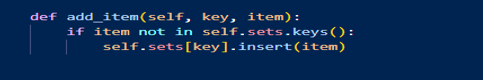 def add_item(self, key, item):
    if item not in self.sets.keys():
        self.sets[key].insert(item)